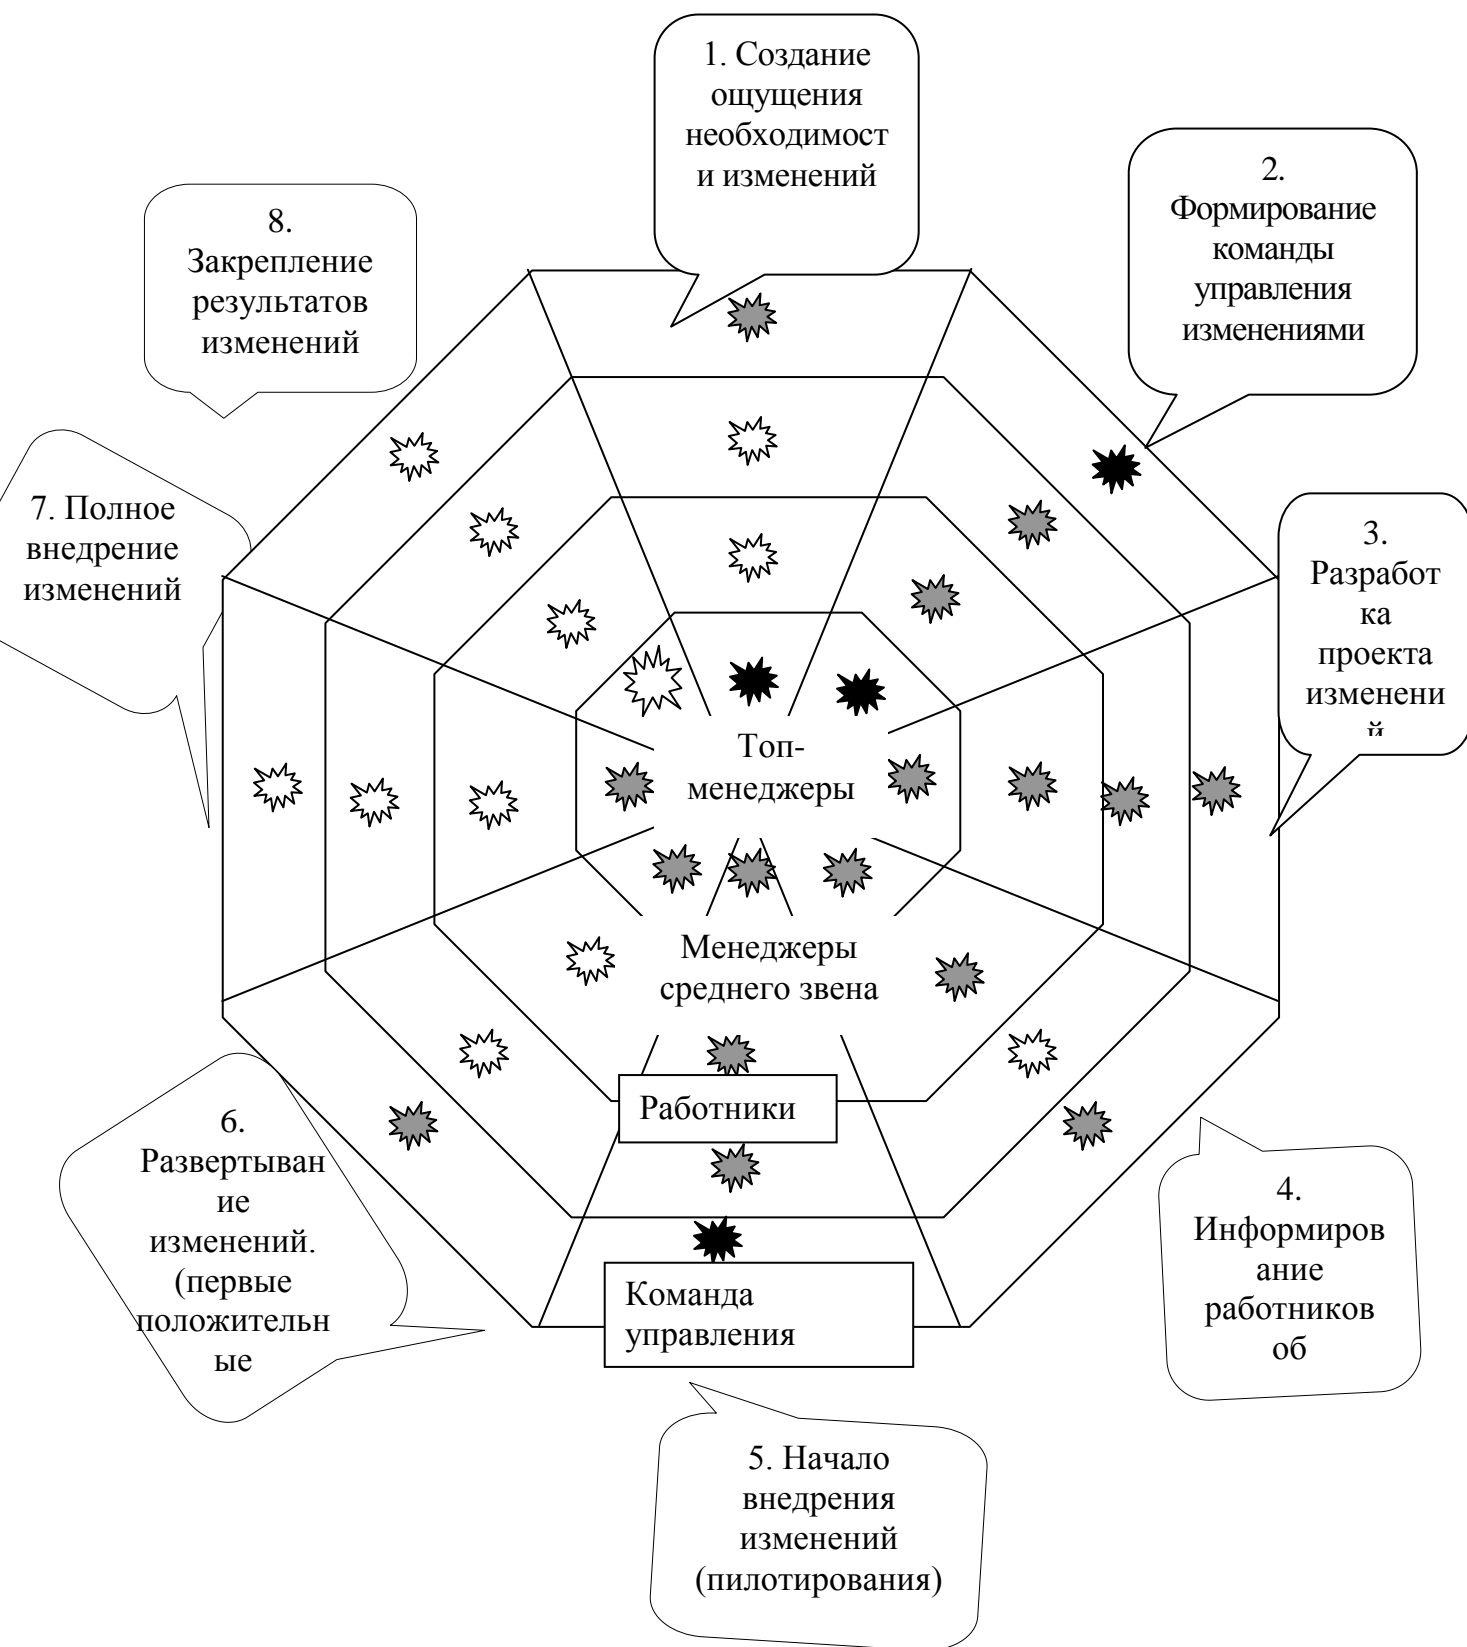 1. Создание
ощущения
необходимост
и изменений
2.
Формирование
команды
управления
изменениями
3.
Разработ
ка
проекта
изменени
й
4.
Информиров
ание
работников
об
5. Начало
внедрения
изменений
(пилотирования)
6.
Развертыван
ие
изменений.
(первые
положительн
ые
7. Полное
внедрение
изменений
8.
Закрепление
результатов
изменений
Топ-
менеджеры
Менеджеры
среднего звена
Работники
Команда
управления